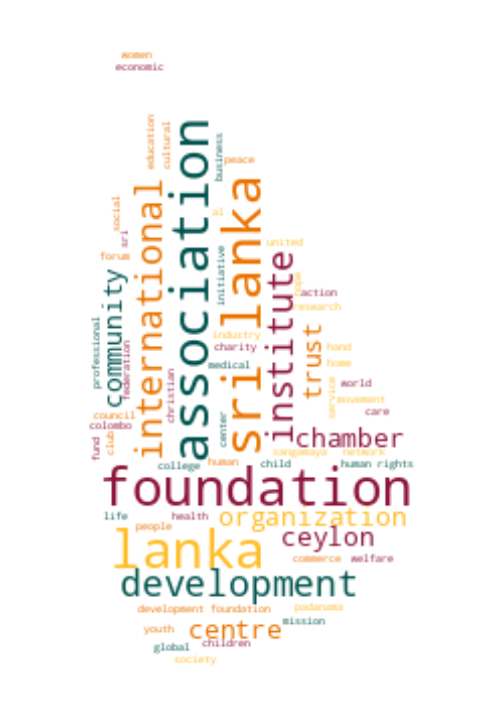 women
economic
education
cultural
association
business
peace
international
sri lanka
social
al
sri
united
forum
initiative
institute
hope
action
community
research
professional
federation
industry
trust
charity
hand
medical
home
christian
world
service
movement
council
care
colombo
center
club
fund
chamber
sangamaya
network
college
human
child
human rights
foundation
life
health
organization
people
ceylon
lanka
commerce
welfare
development
development foundation
padanama
mission
youth
centre
children
global
society